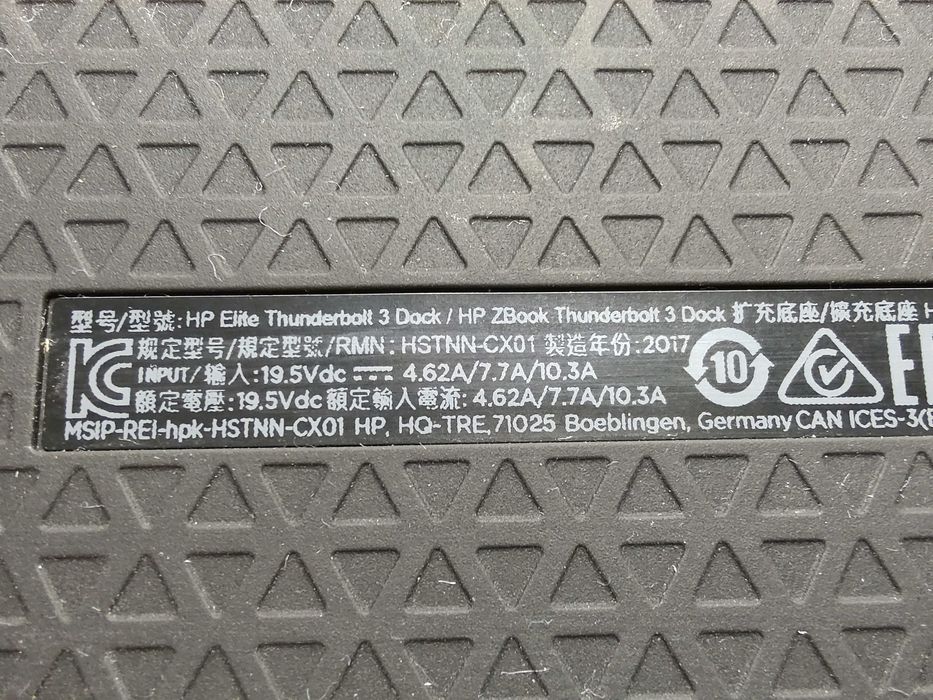 型号/型號: HP Elite Thunderbolt 3 Dock / HP ZBook Thunderbolt 3 Dock 扩充底座/擴充底座 H
规定型号/規定型號/RMN: HSTNN-CX01 製造年份:2017
INPUT/輸入:19.5Vdc ⎓ 4.62A/7.7A/10.3A
額定電壓:19.5Vdc 額定輸入電流: 4.62A/7.7A/10.3A
MSIP-REI-hpk-HSTNN-CX01 HP, HQ-TRE,71025 Boeblingen, Germany CAN ICES-3(
10